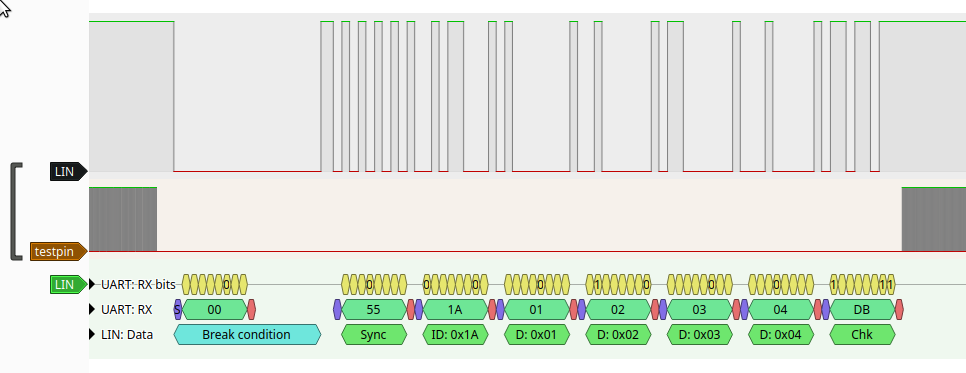 LIN
testpin
LIN UART: RX bits 0 0 0 0 0 1 0 0 0 1 11
UART: RX S 00 55 1A 01 02 03 04 DB
LIN: Data Break condition Sync ID: 0x1A D: 0x01 D: 0x02 D: 0x03 D: 0x04 Chk